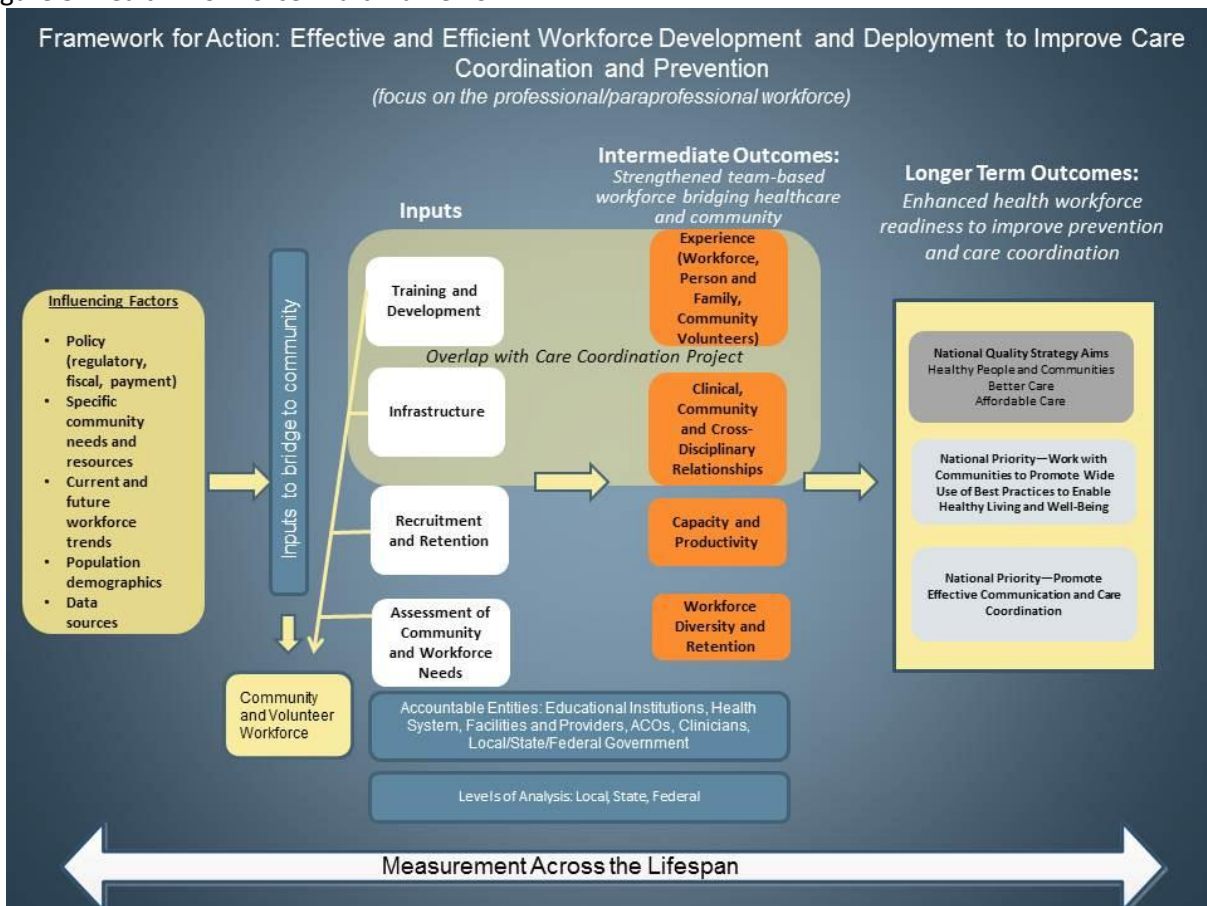 Framework for Action: Effective and Efficient Workforce Development and Deployment to Improve Care
Coordination and Prevention
(focus on the professional/paraprofessional workforce)
Influencing Factors
• Policy
(regulatory,
fiscal, payment)
• Specific
community
needs and
resources
• Current and
future
workforce
trends
• Population
demographics
• Data
sources
Inputs to bridge to community
Community
and Volunteer
Workforce
Inputs
Training and
Development
Infrastructure
Recruitment
and Retention
Assessment of
Community
and Workforce
Needs
Overlap with Care Coordination Project
Intermediate Outcomes:
Strengthened team-based
workforce bridging healthcare
and community
Experience
(Workforce,
Person and
Family,
Community
Volunteers)
Clinical,
Community
and Cross-
Disciplinary
Relationships
Capacity and
Productivity
Workforce
Diversity and
Retention
Longer Term Outcomes:
Enhanced health workforce
readiness to improve prevention
and care coordination
National Quality Strategy Aims
Healthy People and Communities
Better Care
Affordable Care
National Priority—Work with
Communities to Promote Wide
Use of Best Practices to Enable
Healthy Living and Well-Being
National Priority—Promote
Effective Communication and Care
Coordination
Accountable Entities: Educational Institutions, Health
System, Facilities and Providers, ACOs, Clinicians,
Local/State/Federal Government
Levels of Analysis: Local, State, Federal
Measurement Across the Lifespan